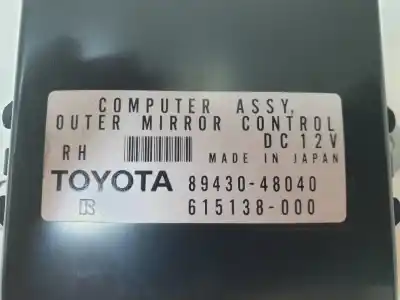 COMPUTER ASSY,
OUTER MIRROR CONTROL
RH DC 12V
MADE IN JAPAN
TOYOTA 89430-48040
615138-000